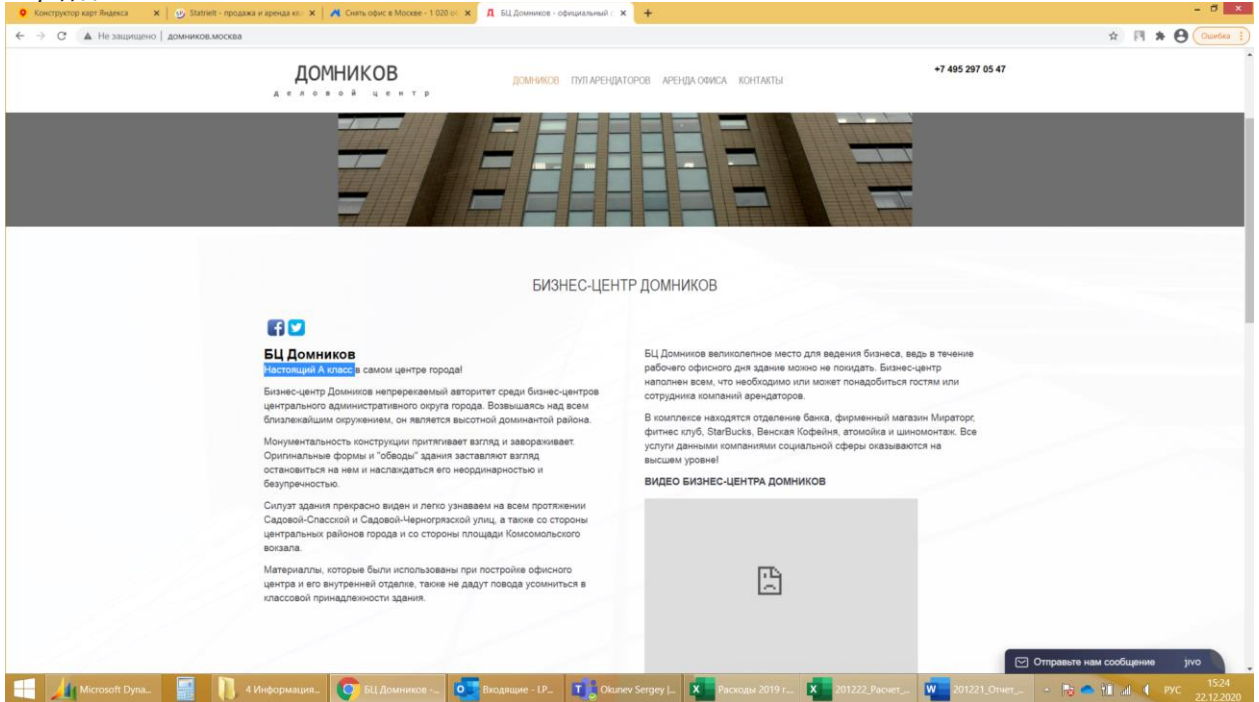 Конструктор карт Яндекса
Statrielt - продажа и аренда ко
Снять офис в Москве - 1 020 о
БЦ Домников - официальный с
Не защищено | домников.москва
Ошибка
ДОМНИКОВ
деловой центр
ДОМНИКОВ ПУЛ АРЕНДАТОРОВ АРЕНДА ОФИСА КОНТАКТЫ
+7 495 297 05 47
БИЗНЕС-ЦЕНТР ДОМНИКОВ
БЦ Домников
Настоящий А класс в самом центре города!
Бизнес-центр Домников непререкаемый авторитет среди бизнес-центров
центрального административного округа города. Возвышаясь над всем
близлежайшим окружением, он является высотной доминантой района.
Монументальность конструкции притягивает взгляд и завораживает.
Оригинальные формы и "обводы" здания заставляют взгляд
остановиться на нем и наслаждаться его неординарностью и
безупречностью.
Силуэт здания прекрасно виден и легко узнаваем на всем протяжении
Садовой-Спасской и Садовой-Черногрязской улиц, а также со стороны
центральных районов города и со стороны площади Комсомольского
вокзала.
Материаллы, которые были использованы при постройке офисного
центра и его внутренней отделке, также не дадут повода усомниться в
классовой принадлежности здания.
БЦ Домников великолепное место для ведения бизнеса, ведь в течение
рабочего офисного дня здание можно не покидать. Бизнес-центр
наполнен всем, что необходимо или может понадобиться гостям или
сотрудника компаний арендаторов.
В комплексе находятся отделение банка, фирменный магазин Мираторг,
фитнес клуб, StarBucks, Венская Кофейня, атомойка и шиномонтаж. Все
услуги данными компаниями социальной сферы оказываются на
высшем уровне!
ВИДЕО БИЗНЕС-ЦЕНТРА ДОМНИКОВ
Отправьте нам сообщение jivo
Microsoft Dyna...
4 Информация...
БЦ Домников -...
Входящие - I.P...
Okunev Sergey |...
Расходы 2019 г...
201222_Расчет_...
201221_Отчет_...
РУС
15:24
22.12.2020